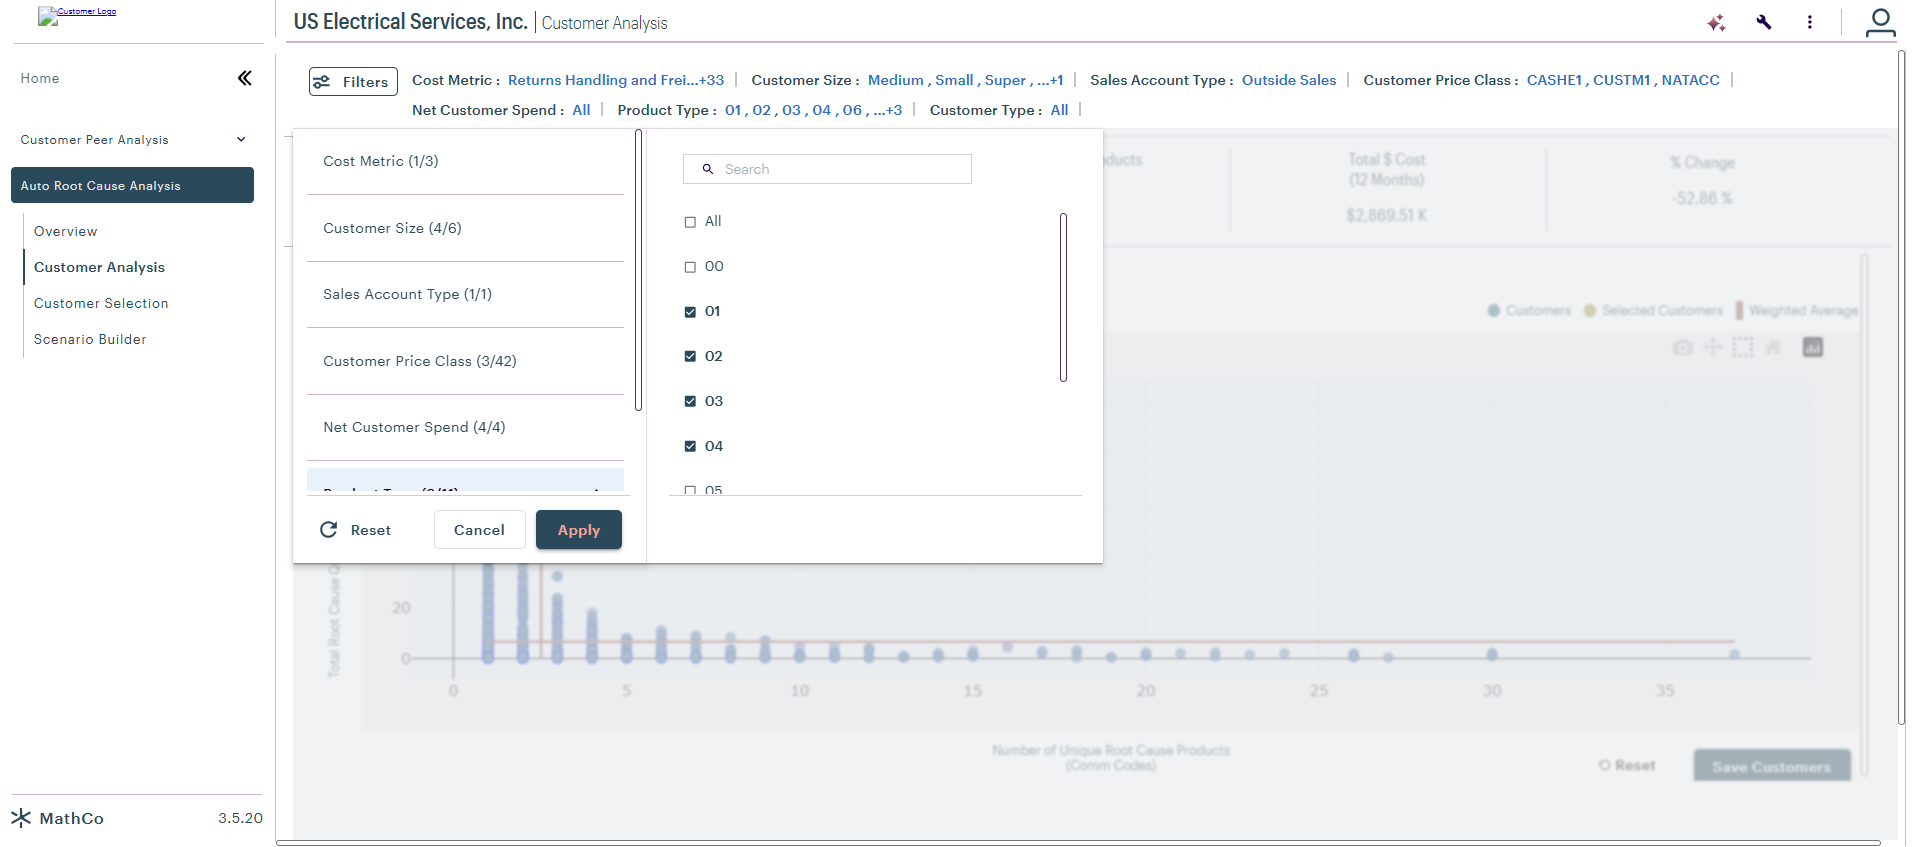 Customer Logo
US Electrical Services, Inc. | Customer Analysis
Home
Customer Peer Analysis
Auto Root Cause Analysis
Overview
Customer Analysis
Customer Selection
Scenario Builder
MathCo 3.5.20
Filters
Cost Metric : Returns Handling and Frei...+33 | Customer Size : Medium , Small , Super , ...+1 | Sales Account Type : Outside Sales | Customer Price Class : CASHE1 , CUSTM1 , NATACC |
Net Customer Spend : All | Product Type : 01 , 02 , 03 , 04 , 06 , ...+3 | Customer Type : All |
Cost Metric (1/3)
Customer Size (4/6)
Sales Account Type (1/1)
Customer Price Class (3/42)
Net Customer Spend (4/4)
Reset
Cancel
Apply
Search
All
00
01
02
03
04
05
Total $ Cost
(12 Months)
$2,869.51 K
% Change
-52.86 %
Customers
Selected Customers
Weighted Average
20
0
0 5 10 15 20 25 30 35
Number of Unique Root Cause Products
(Comm Codes)
Total Root Cause
Reset
Save Customers